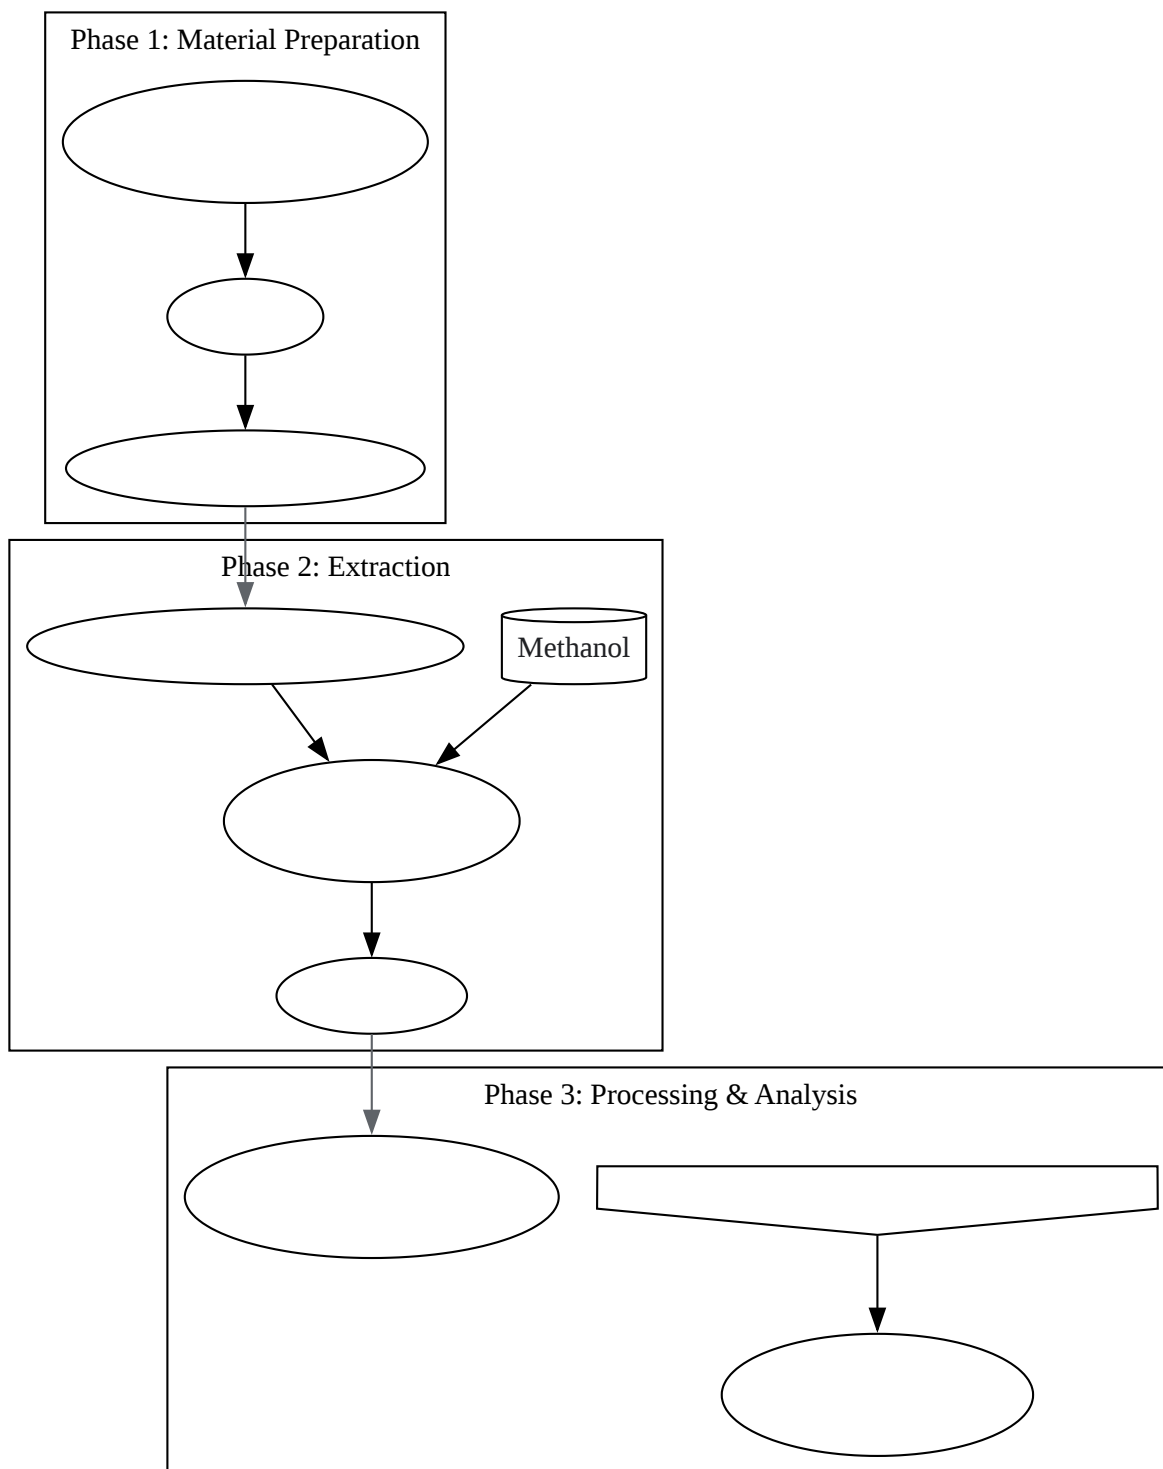 Phase 1: Material Preparation
Phase 2: Extraction
Methanol
Phase 3: Processing & Analysis